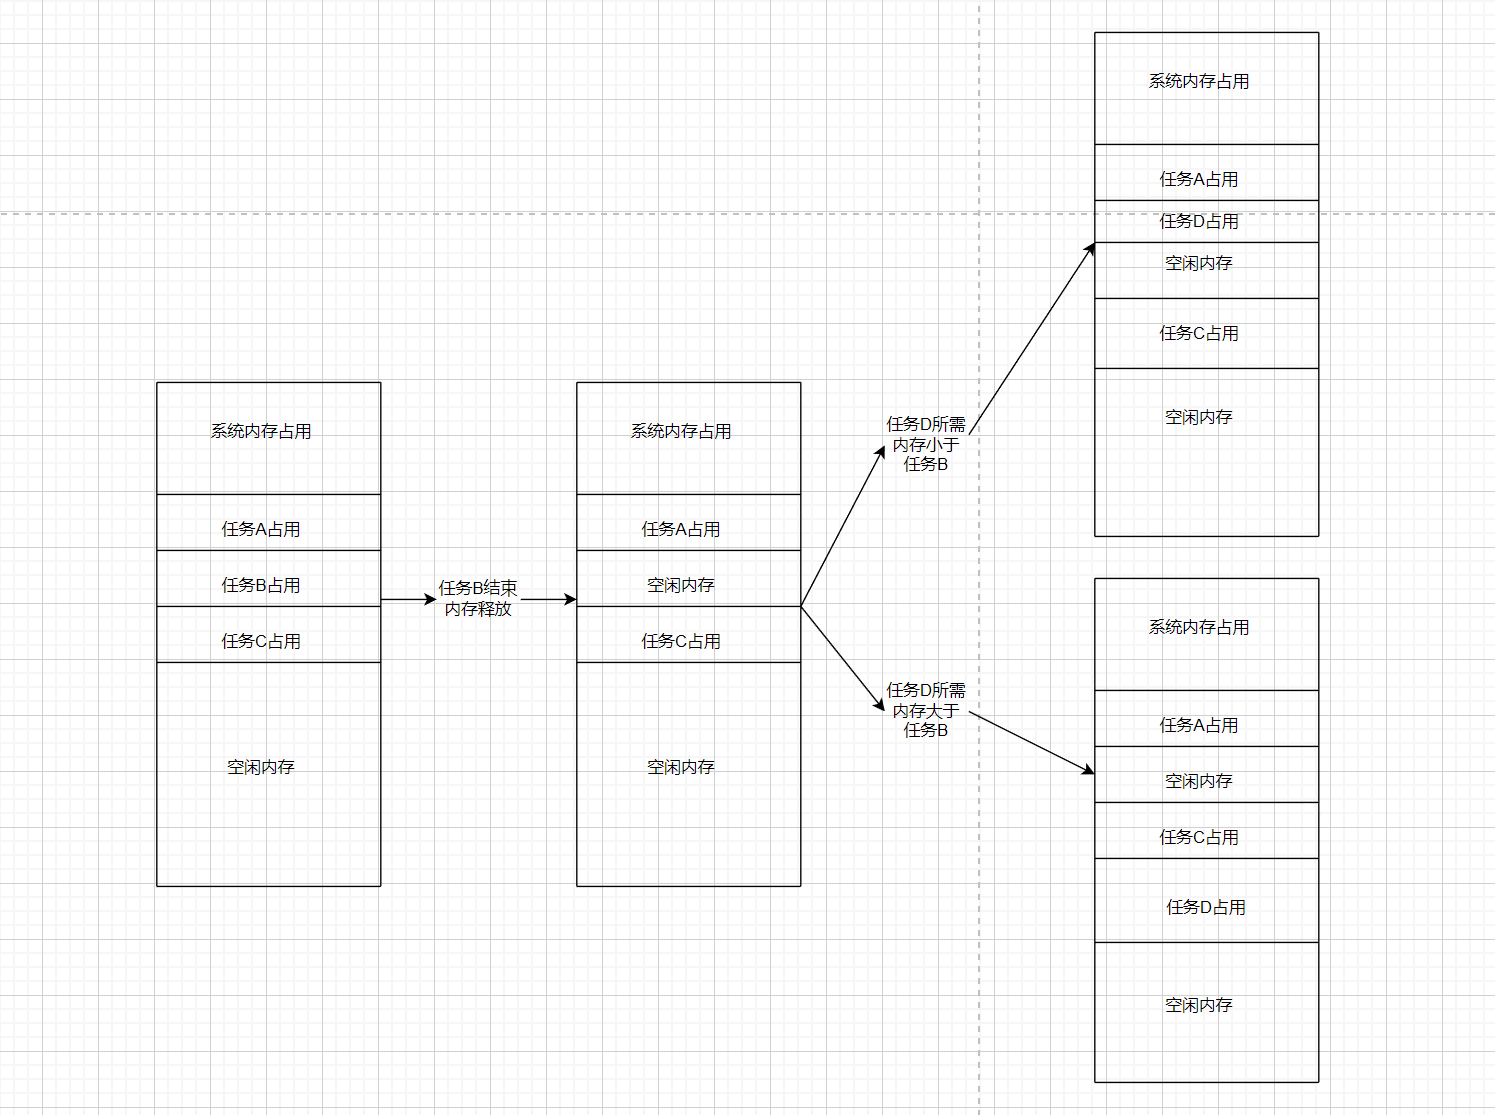 系统内存占用
任务A占用
任务B占用
任务C占用
空闲内存
任务B结束
内存释放
系统内存占用
任务A占用
空闲内存
任务C占用
空闲内存
任务D所需
内存小于
任务B
任务D所需
内存大于
任务B
系统内存占用
任务A占用
任务D占用
空闲内存
任务C占用
空闲内存
系统内存占用
任务A占用
空闲内存
任务C占用
任务D占用
空闲内存